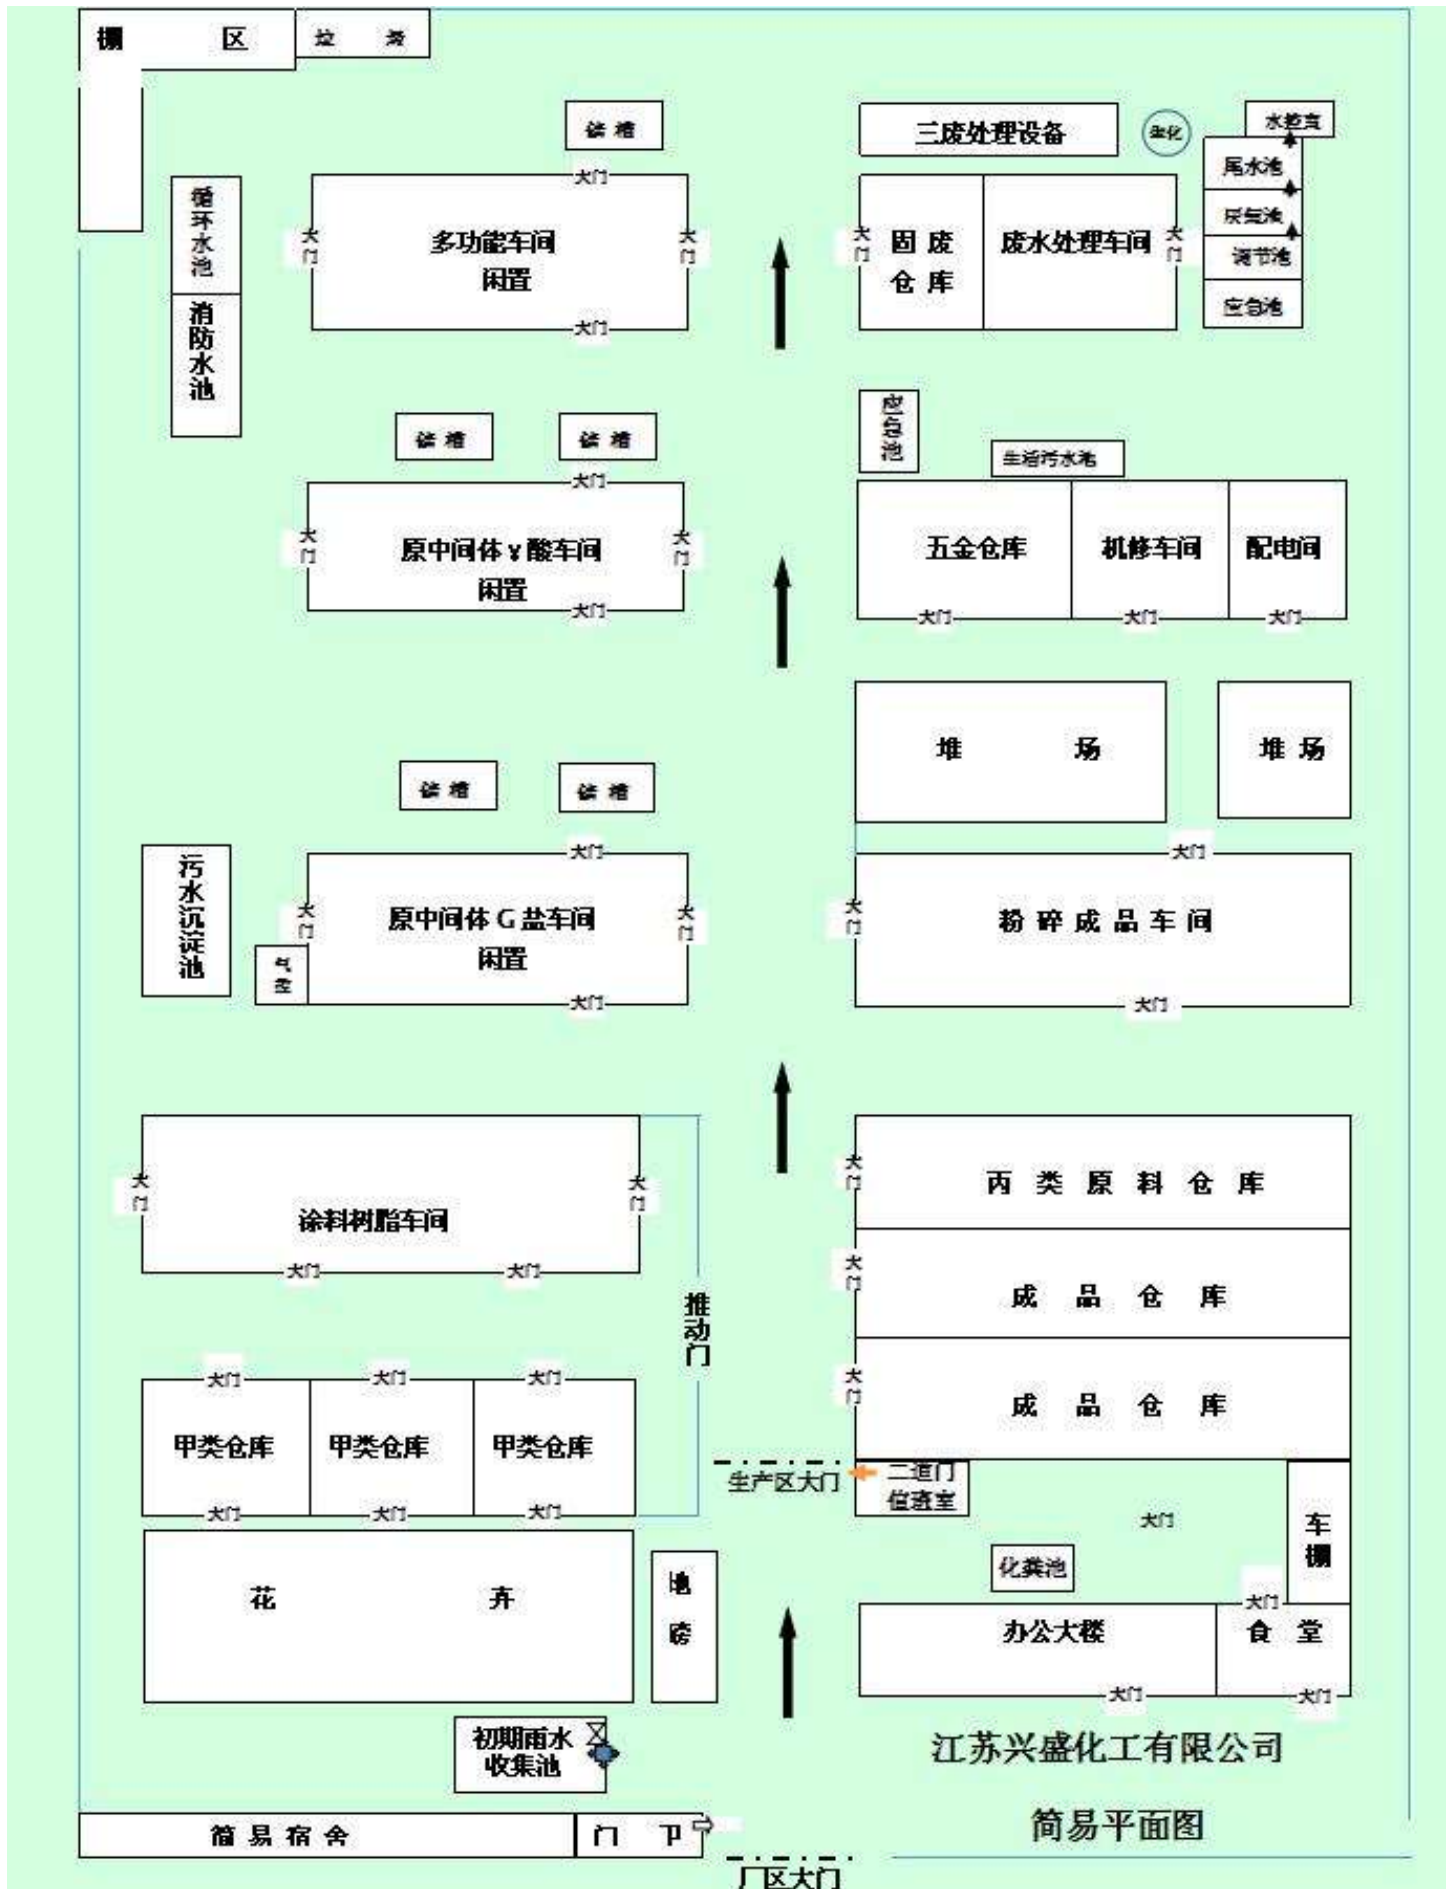 棚 区
储 槽
三废处理设备
生化
水控室
尾水池
循环水池
大门
多功能车间
闲置
大门
大门
大门
大门
固 废
仓 库
废水处理车间
大门
调节池
应急池
消防水池
大门
储 槽
储 槽
应急池
生活污水池
大门
大门
原中间体γ酸车间
闲置
大门
大门
五金仓库
机修车间
配电间
大门
大门
大门
堆 场
堆 场
储 槽
储 槽
大门
大门
污水沉淀池
大门
原中间体 G 盐车间
闲置
大门
大门
粉 碎 成 品 车 间
大门
大门
大门
涂料树脂车间
大门
大门
大门
大门
丙 类 原 料 仓 库
大门
成 品 仓 库
推动门
大门
大门
大门
大门
成 品 仓 库
甲类仓库
甲类仓库
甲类仓库
大门
大门
大门
生产区大门
二道门
值班室
大门
车棚
花 卉
地 磅
化粪池
大门
办公大楼
食 堂
大门
大门
初期雨水
收集池
江苏兴盛化工有限公司
简易平面图
简 易 宿 舍
门 卫
厂区大门